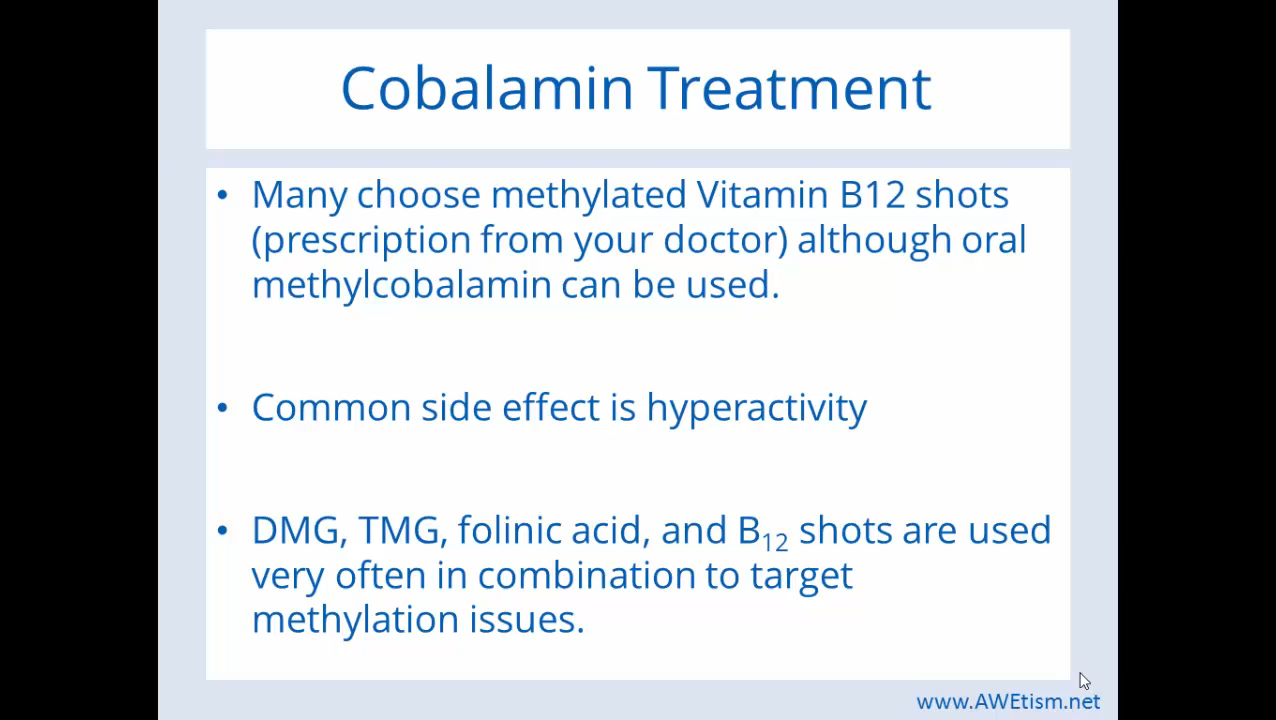 Cobalamin Treatment
• Many choose methylated Vitamin B12 shots
(prescription from your doctor) although oral
methylcobalamin can be used.
• Common side effect is hyperactivity
• DMG, TMG, folinic acid, and B₁₂ shots are used
very often in combination to target
methylation issues.
www.AWEtism.net